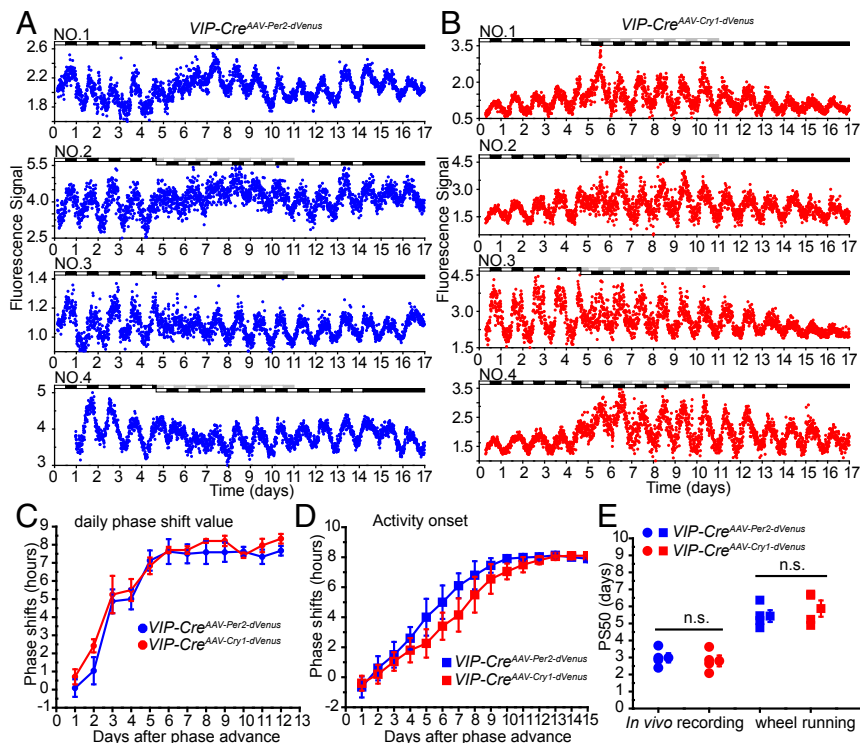 A VIP-Cre^AAV-Per2-dVenus
B VIP-Cre^AAV-Cry1-dVenus
NO.1
2.6
2.2
1.8
0 1 2 3 4 5 6 7 8 9 10 11 12 13 14 15 16 17
NO.2
5.5
4.0
2.5
0 1 2 3 4 5 6 7 8 9 10 11 12 13 14 15 16 17
NO.3
1.4
1.2
1.0
0 1 2 3 4 5 6 7 8 9 10 11 12 13 14 15 16 17
NO.4
5
4
3
0 1 2 3 4 5 6 7 8 9 10 11 12 13 14 15 16 17
Fluorescence Signal
Time (days)
NO.1
3.5
2.0
0.5
0 1 2 3 4 5 6 7 8 9 10 11 12 13 14 15 16 17
NO.2
4.5
3.0
1.5
0 1 2 3 4 5 6 7 8 9 10 11 12 13 14 15 16 17
NO.3
4.5
3.0
1.5
0 1 2 3 4 5 6 7 8 9 10 11 12 13 14 15 16 17
NO.4
3.5
2.5
1.5
0 1 2 3 4 5 6 7 8 9 10 11 12 13 14 15 16 17
Fluorescence Signal
Time (days)
C daily phase shift value
9
8
7
6
5
4
3
2
1
0
-1
Phase shifts (hours)
VIP-Cre^AAV-Per2-dVenus
VIP-Cre^AAV-Cry1-dVenus
0 1 2 3 4 5 6 7 8 9 10 11 12 13
Days after phase advance
D Activity onset
10
8
6
4
2
0
-2
Phase shifts (hours)
VIP-Cre^AAV-Per2-dVenus
VIP-Cre^AAV-Cry1-dVenus
0 1 2 3 4 5 6 7 8 9 10 11 12 13 14 15
Days after phase advance
E
VIP-Cre^AAV-Per2-dVenus
VIP-Cre^AAV-Cry1-dVenus
9
8
7
6
5
4
3
2
1
0
PS50 (days)
n.s.
n.s.
In vivo recording wheel running